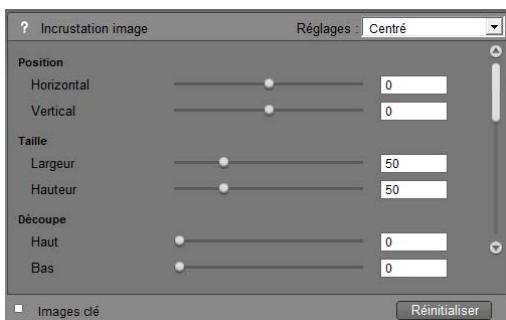 ? Incrustation image Réglages : Centré
Position
Horizontal 0
Vertical 0
Taille
Largeur 50
Hauteur 50
Découpe
Haut 0
Bas 0
Images clé Réinitialiser